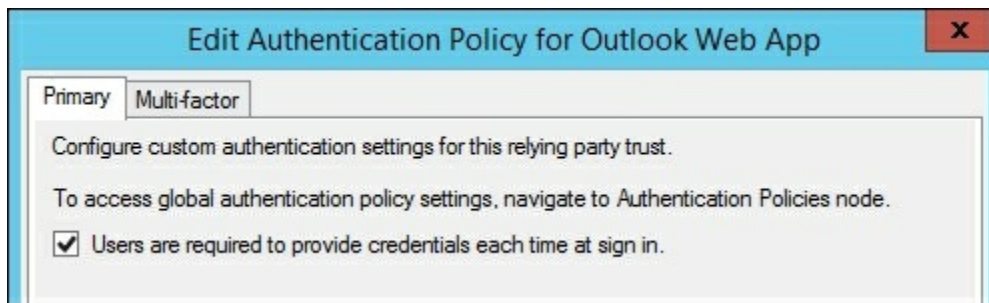 Edit Authentication Policy for Outlook Web App
x
Primary
Multi-factor
Configure custom authentication settings for this relying party trust.
To access global authentication policy settings, navigate to Authentication Policies node.
Users are required to provide credentials each time at sign in.